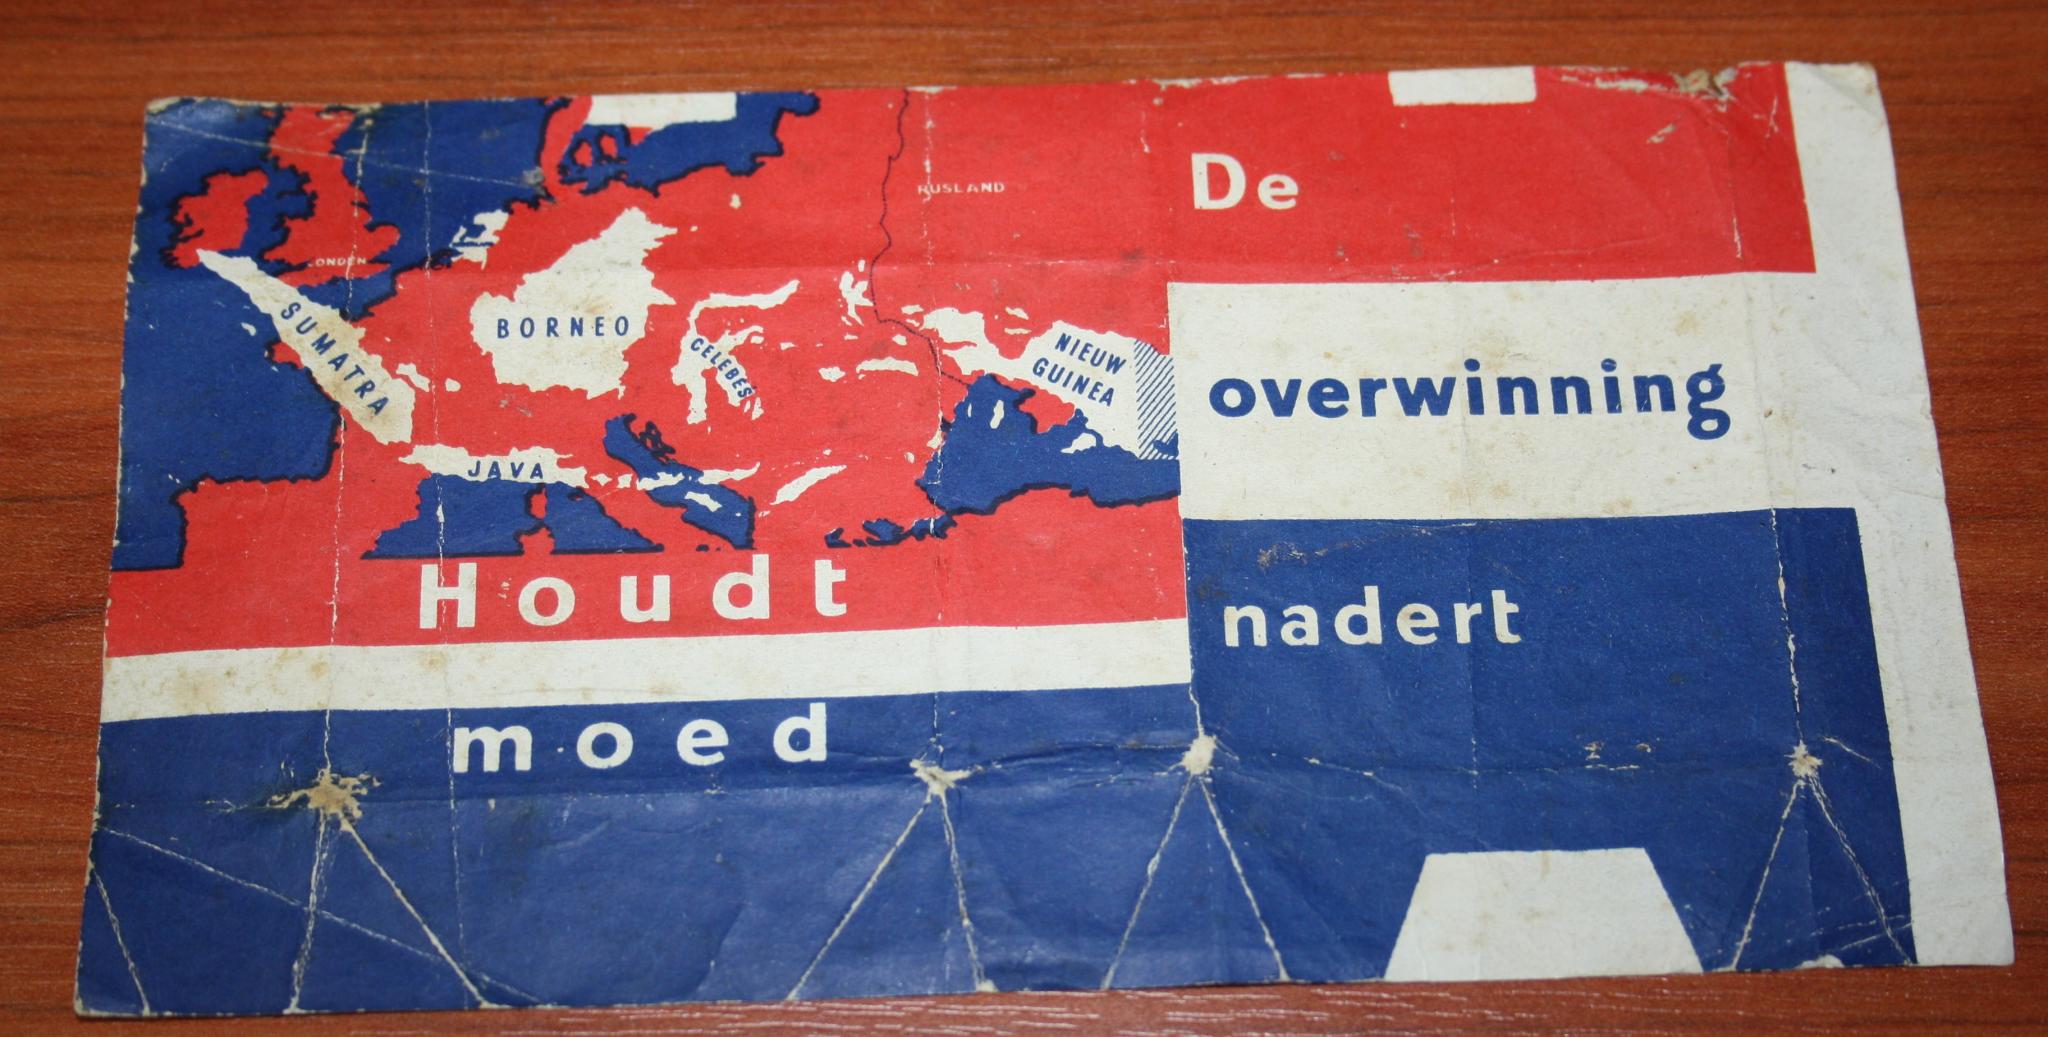 RUSLAND
LONDEN
SUMATRA
BORNEO
CELEBES
NIEUW
GUINEA
JAVA
Houdt
moed
De
overwinning
nadert